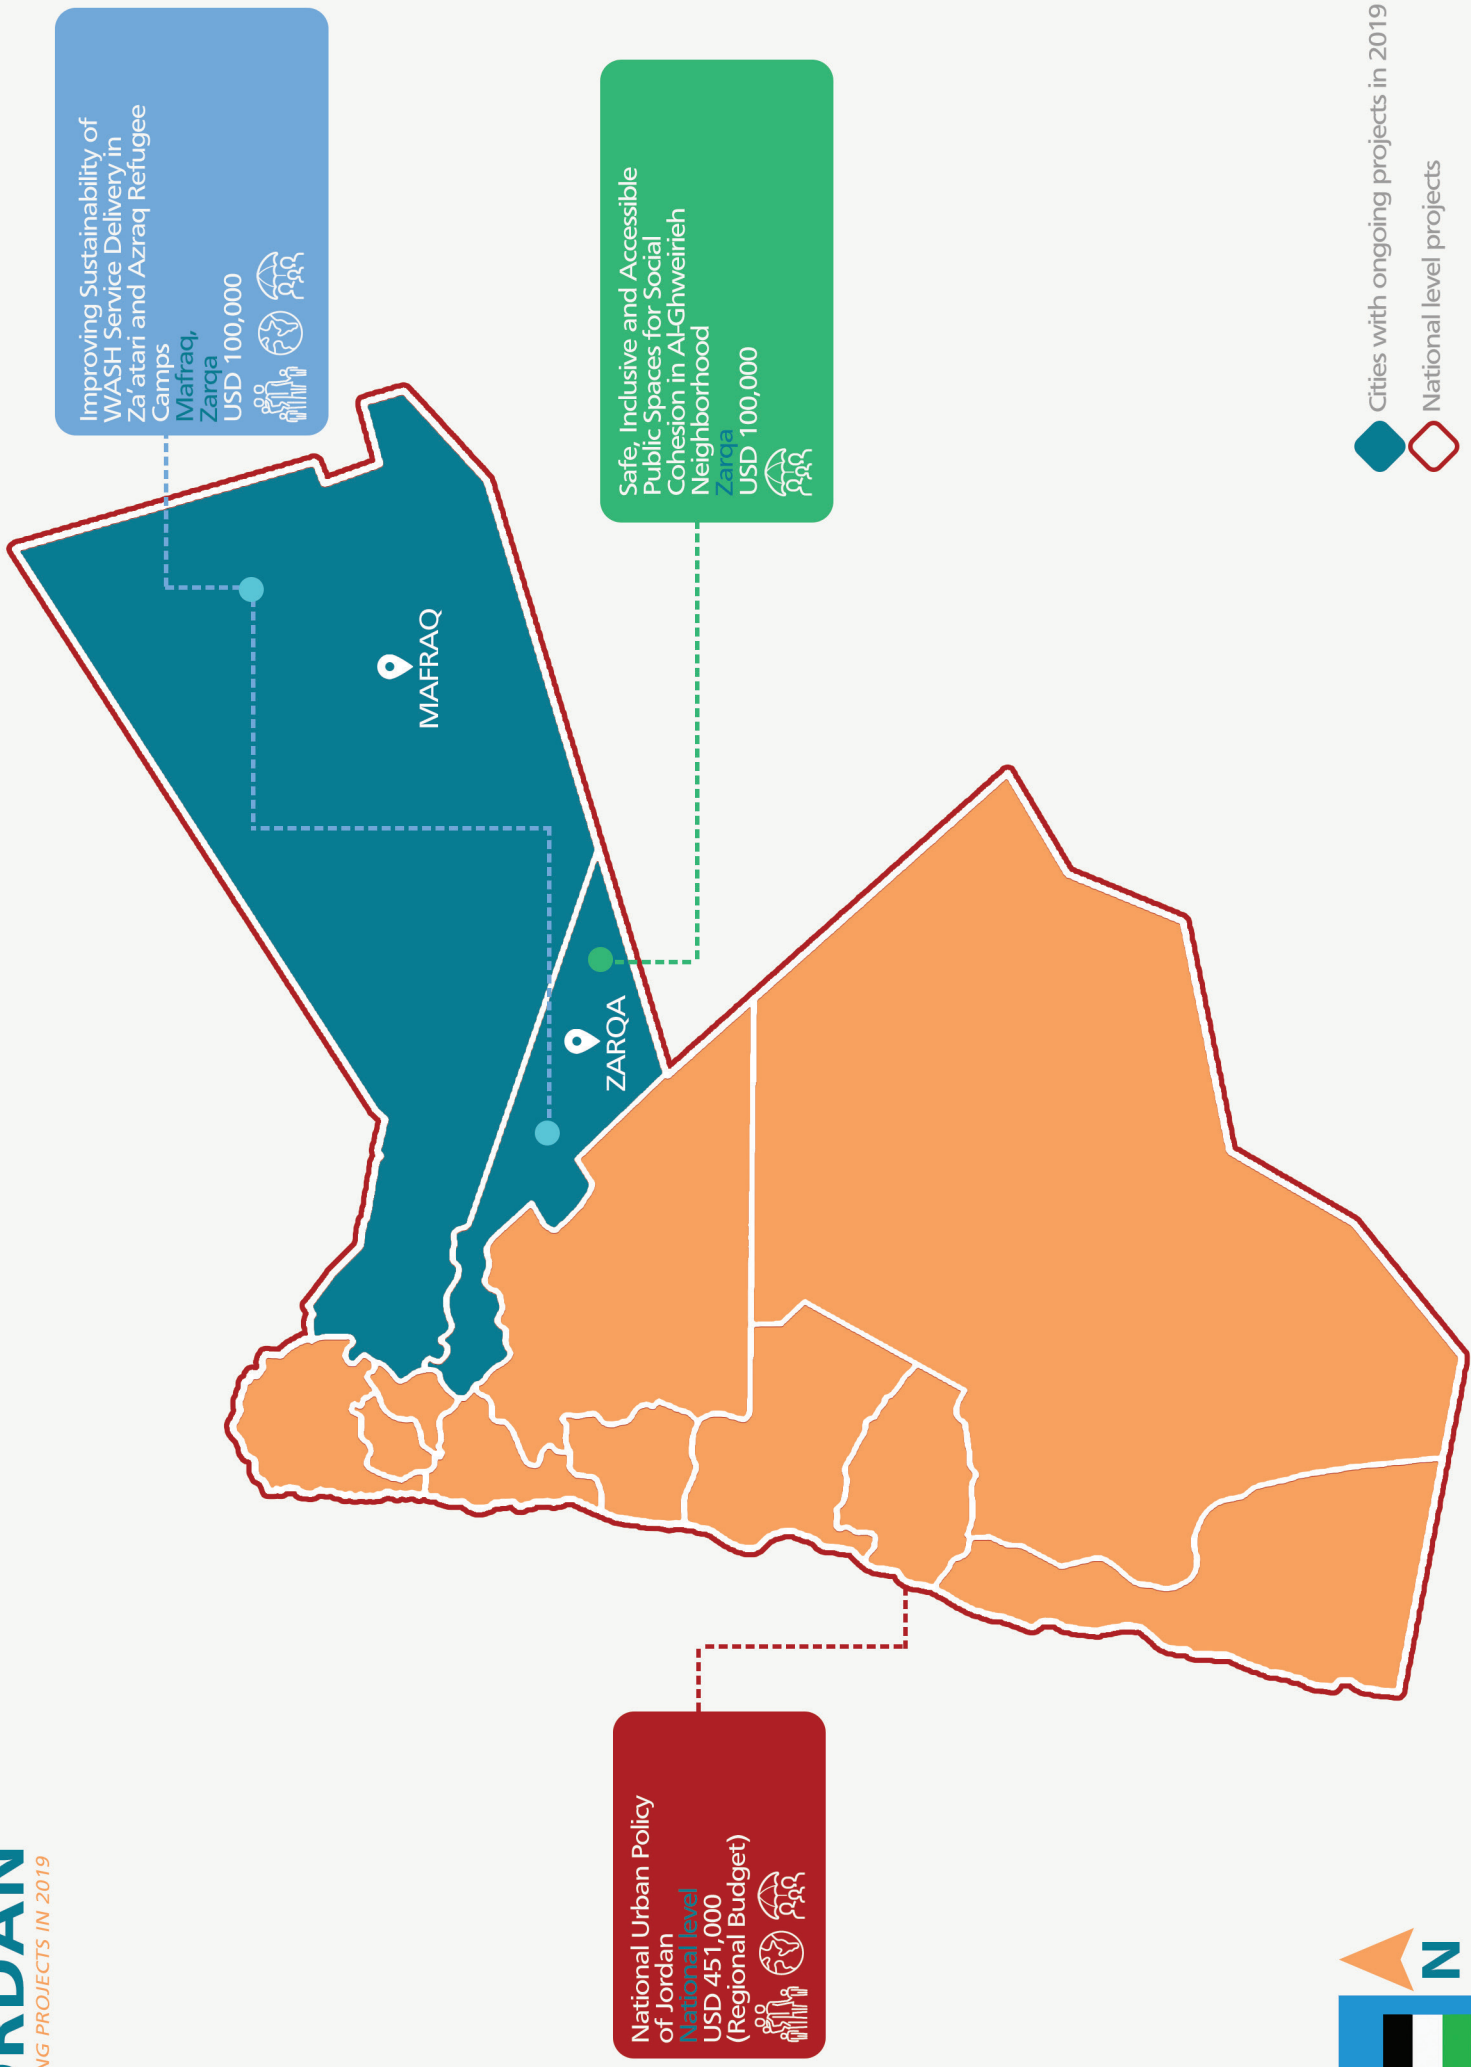 PROJECTS IN 2019
Improving Sustainability of
WASH Service Delivery in
Za'atari and Azraq Refugee
Camps
Mafraq,
Zarqa
USD 100,000
MAFRAQ
Safe, Inclusive and Accessible
Public Spaces for Social
Cohesion in Al-Ghweirieh
Neighborhood
Zarqa
USD 100,000
ZARQA
National Urban Policy
of Jordan
National level
USD 451,000
(Regional Budget)
N
Cities with ongoing projects in 2019
National level projects